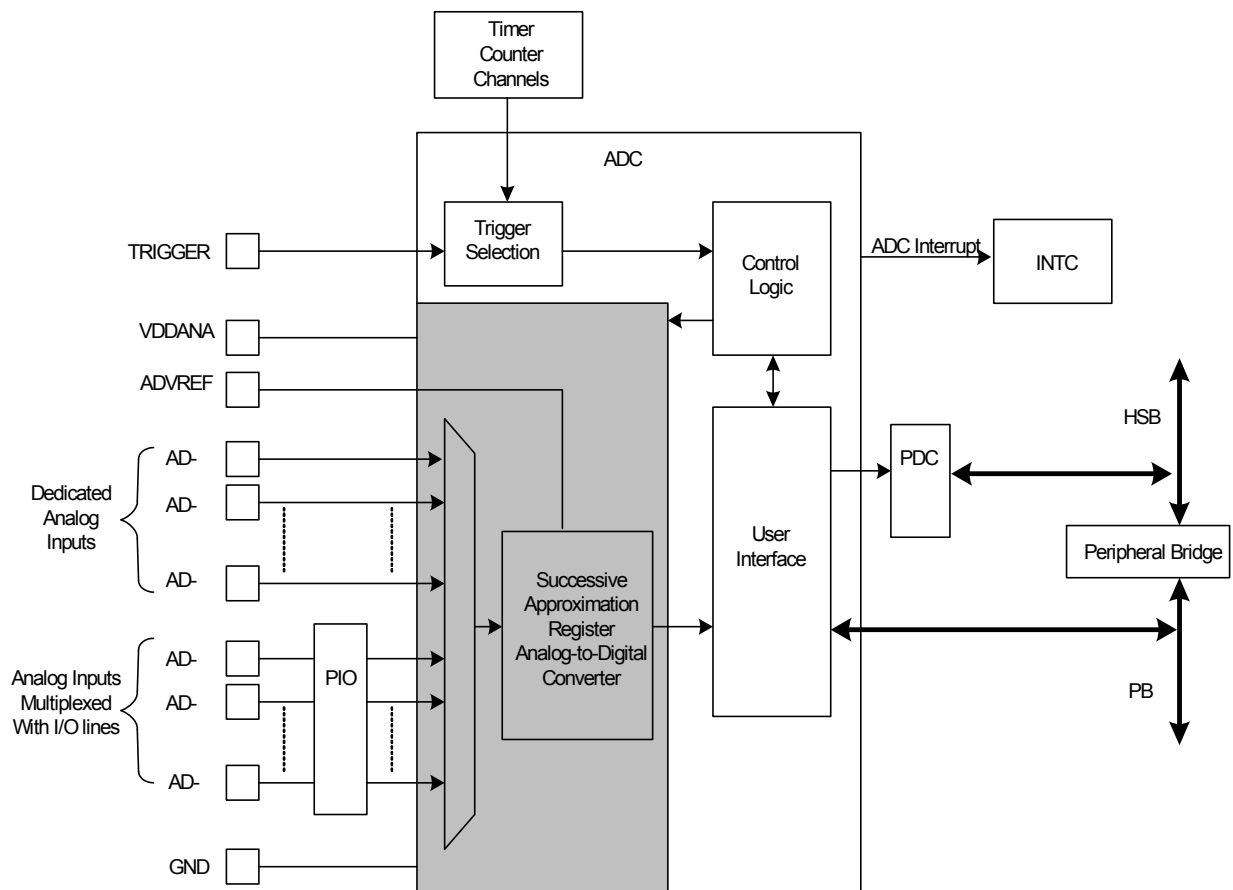 Timer
Counter
Channels
ADC
TRIGGER
Trigger
Selection
Control
Logic
ADC Interrupt
INTC
VDDANA
ADVREF
HSB
Dedicated
Analog
Inputs
AD-
AD-
AD-
PDC
User
Interface
Peripheral Bridge
Successive
Approximation
Register
Analog-to-Digital
Converter
Analog Inputs
Multiplexed
With I/O lines
AD-
AD-
AD-
PIO
PB
GND